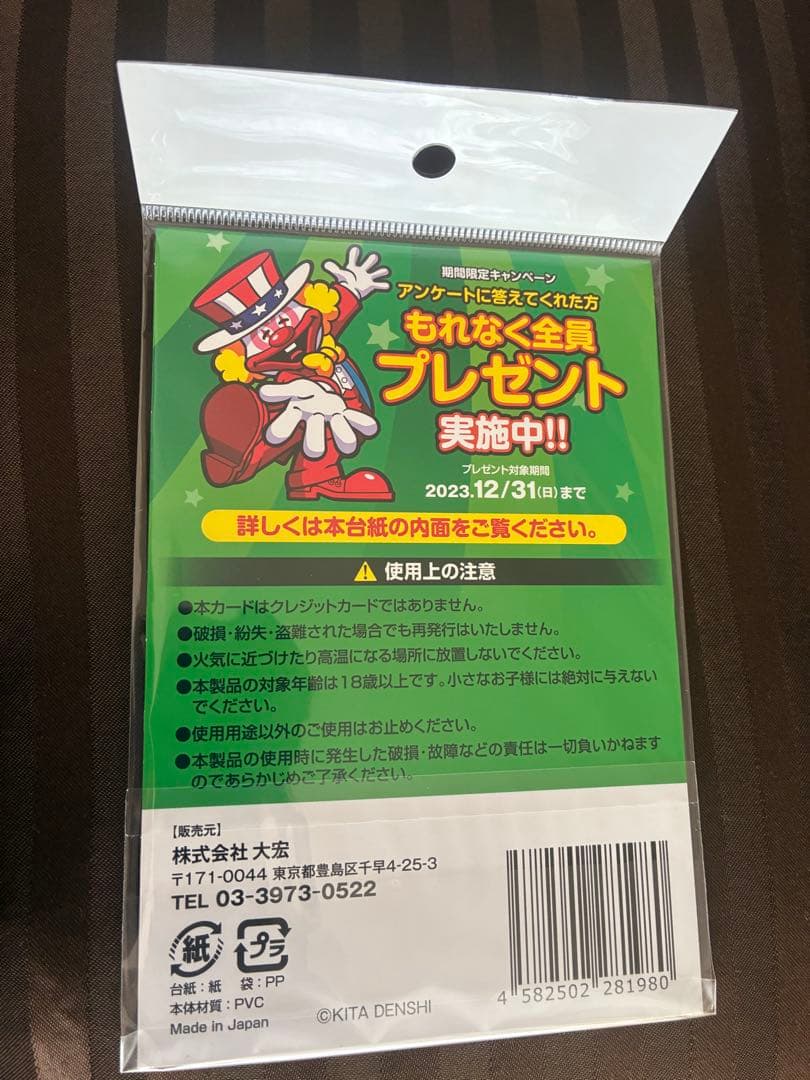 期間限定キャンペーン
アンケートに答えてくれた方
もれなく全員
プレゼント
実施中!!
プレゼント対象期間
2023.12/31(日)まで
詳しくは本台紙の内面をご覧ください。
使用上の注意
●本カードはクレジットカードではありません。
●破損・紛失・盗難された場合でも再発行はいたしません。
●火気に近づけたり高温になる場所に放置しないでください。
●本製品の対象年齢は18歳以上です。小さなお子様には絶対に与えない
でください。
●使用用途以外のご使用はお止めください。
●本製品の使用時に発生した破損・故障などの責任は一切負いかねます
のであらかじめご了承ください。
【販売元】
株式会社 大宏
〒171-0044 東京都豊島区千早4-25-3
TEL 03-3973-0522
紙 プラ
台紙:紙 袋:PP
本体材質:PVC
Made in Japan
©KITA DENSHI
4 582502 281980